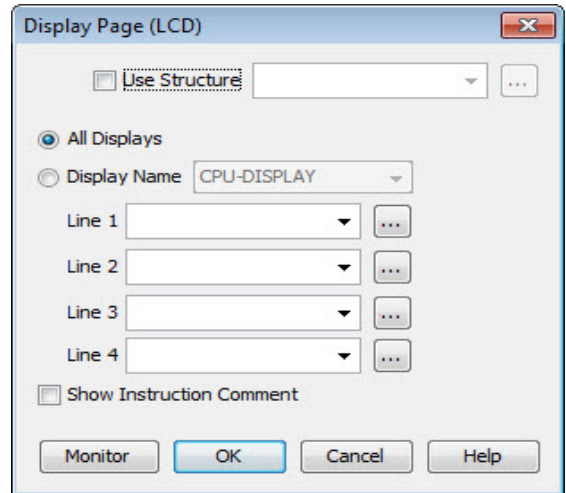 Display Page (LCD)
Use Structure ...
All Displays
Display Name CPU-DISPLAY
Line 1 ...
Line 2 ...
Line 3 ...
Line 4 ...
Show Instruction Comment
Monitor OK Cancel Help